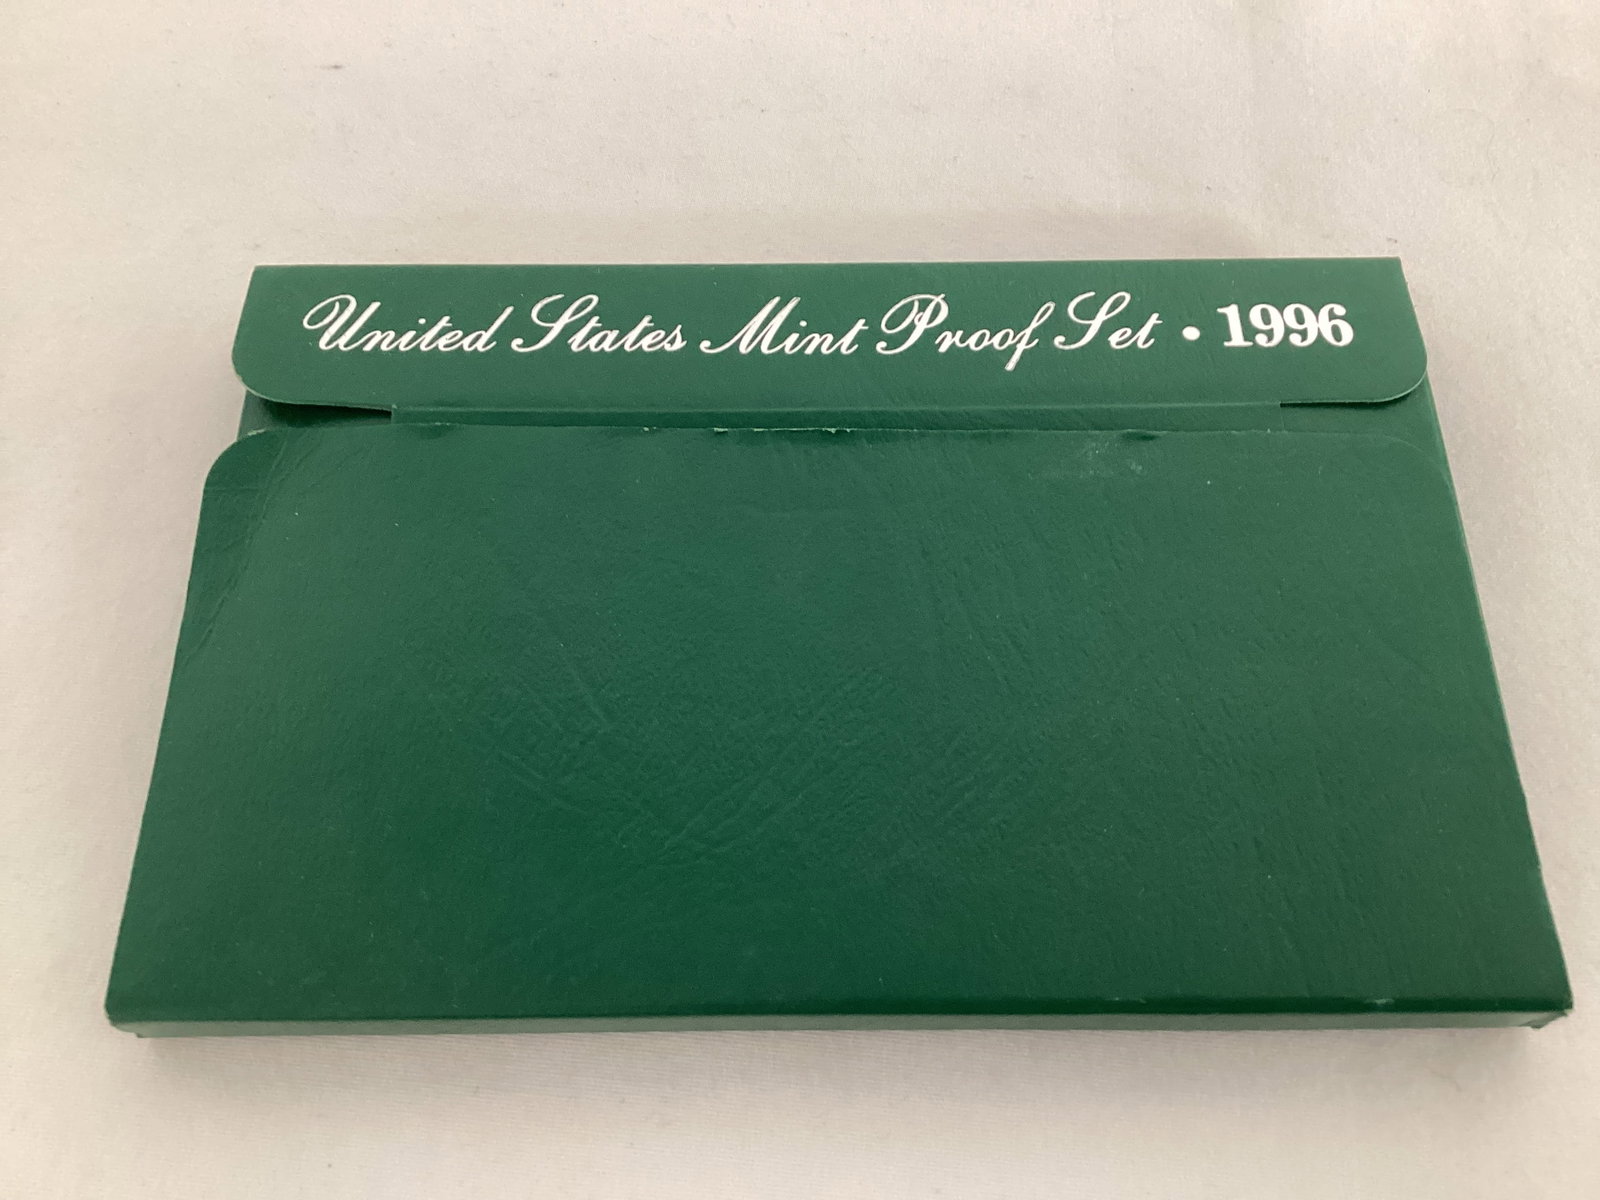 United States Mint Proof Set • 1996